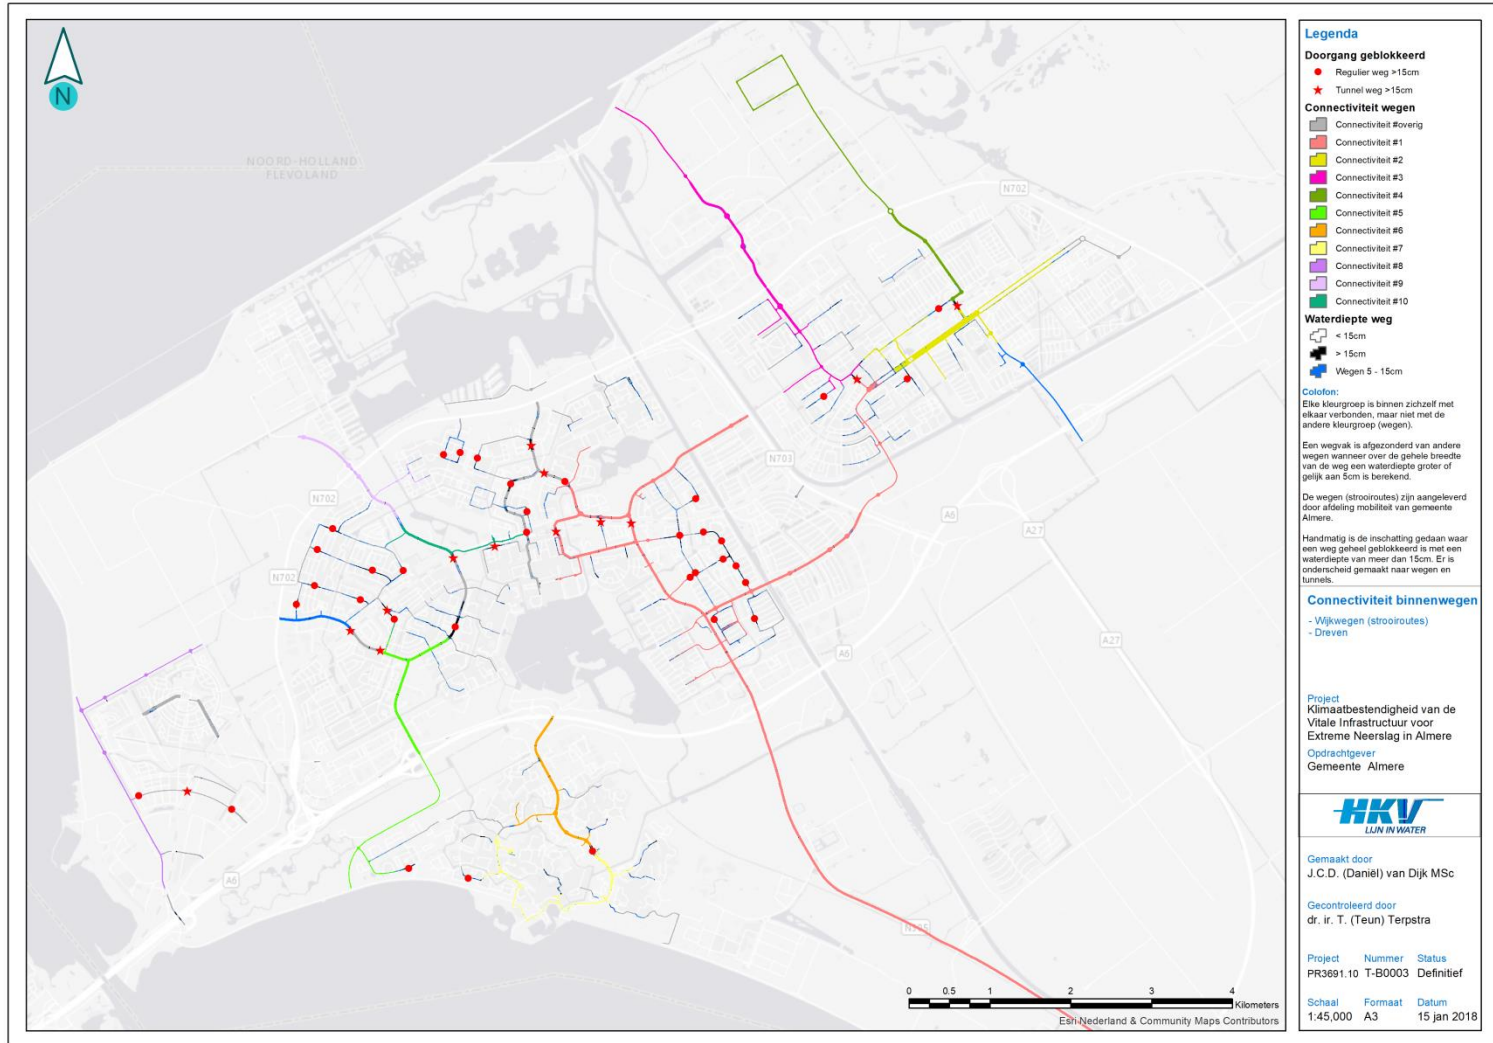 N
NOORD-HOLLAND
FLEVOLAND
N702
N703
N702
N702
A6
A27
A27
A6
A6
N305
0 0.5 1 2 3 4
Kilometers
Esri Nederland & Community Maps Contributors
Legenda
Doorgang geblokkeerd
Regulier weg >15cm
Tunnel weg >15cm
Connectiviteit wegen
Connectiviteit #overig
Connectiviteit #1
Connectiviteit #2
Connectiviteit #3
Connectiviteit #4
Connectiviteit #5
Connectiviteit #6
Connectiviteit #7
Connectiviteit #8
Connectiviteit #9
Connectiviteit #10
Waterdiepte weg
< 15cm
> 15cm
Wegen 5 - 15cm
Colofon:
Elke kleurgroep is binnen zichzelf met
elkaar verbonden, maar niet met de
andere kleurgroep (wegen).
Een wegvak is afgezonderd van andere
wegen wanneer over de gehele breedte
van de weg een waterdiepte groter of
gelijk aan 5cm is berekend.
De wegen (strooiroutes) zijn aangeleverd
door afdeling mobiliteit van gemeente
Almere.
Handmatig is de inschatting gedaan waar
een weg geheel geblokkeerd is met een
waterdiepte van meer dan 15cm. Er is
onderscheid gemaakt naar wegen en
tunnels.
Connectiviteit binnenwegen
- Wijkwegen (strooiroutes)
- Dreven
Project
Klimaatbestendigheid van de
Vitale Infrastructuur voor
Extreme Neerslag in Almere
Opdrachtgever
Gemeente Almere
HKV
LIJN IN WATER
Gemaakt door
J.C.D. (Daniël) van Dijk MSc
Gecontroleerd door
dr. ir. T. (Teun) Terpstra
Project Nummer Status
PR3691.10 T-B0003 Definitief
Schaal Formaat Datum
1:45,000 A3 15 jan 2018